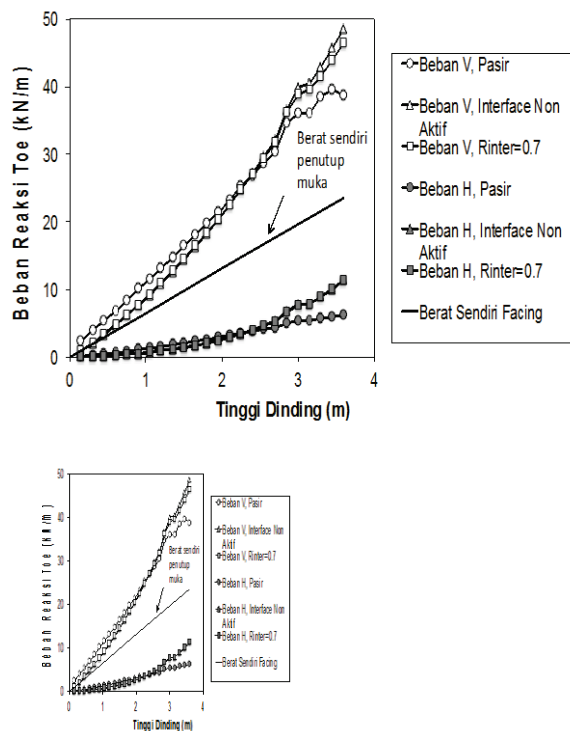 50
40
30
20
10
0
0
1
2
3
4
Beban Reaksi Toe (kN/m)
Tinggi Dinding (m)
Berat sendiri
penutup
muka
Beban V, Pasir
Beban V, Interface Non
Aktif
Beban V, Rinter=0.7
Beban H, Pasir
Beban H, Interface Non
Aktif
Beban H, Rinter=0.7
Berat Sendiri Facing
50
40
30
20
10
0
0
1
2
3
4
Beban Reaksi Toe (kN/m)
Tinggi Dinding (m)
Berat sendiri
penutup
muka
Beban V, Pasir
Beban V, Interface Non
Aktif
Beban V, Rinter=0.7
Beban H, Pasir
Beban H, Interface Non
Aktif
Beban H, Rinter=0.7
Berat Sendiri Facing